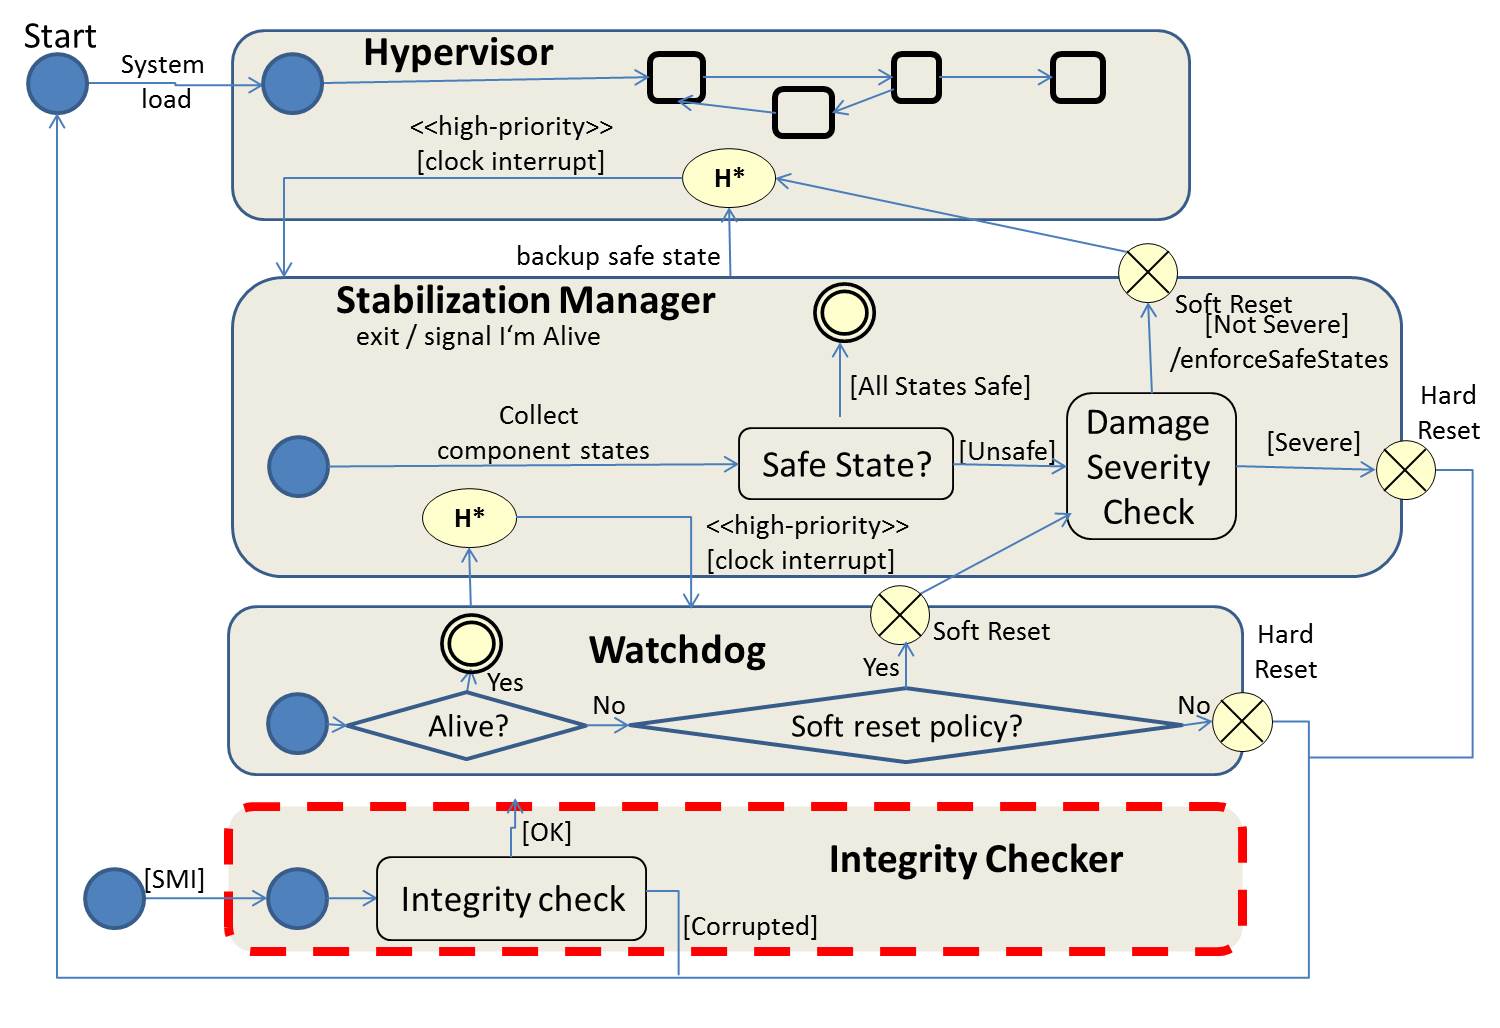 Start
System
load
Hypervisor
<<high-priority>>
[clock interrupt]
H*
backup safe state
Stabilization Manager
exit / signal I‘m Alive
Soft Reset
[Not Severe]
/enforceSafeStates
[All States Safe]
Hard
Reset
Collect
component states
Safe State?
[Unsafe]
Damage
Severity
Check
[Severe]
H*
<<high-priority>>
[clock interrupt]
Watchdog
Soft Reset
Hard
Reset
Yes
Yes
Alive?
No
Soft reset policy?
No
[OK]
Integrity Checker
[SMI]
Integrity check
[Corrupted]